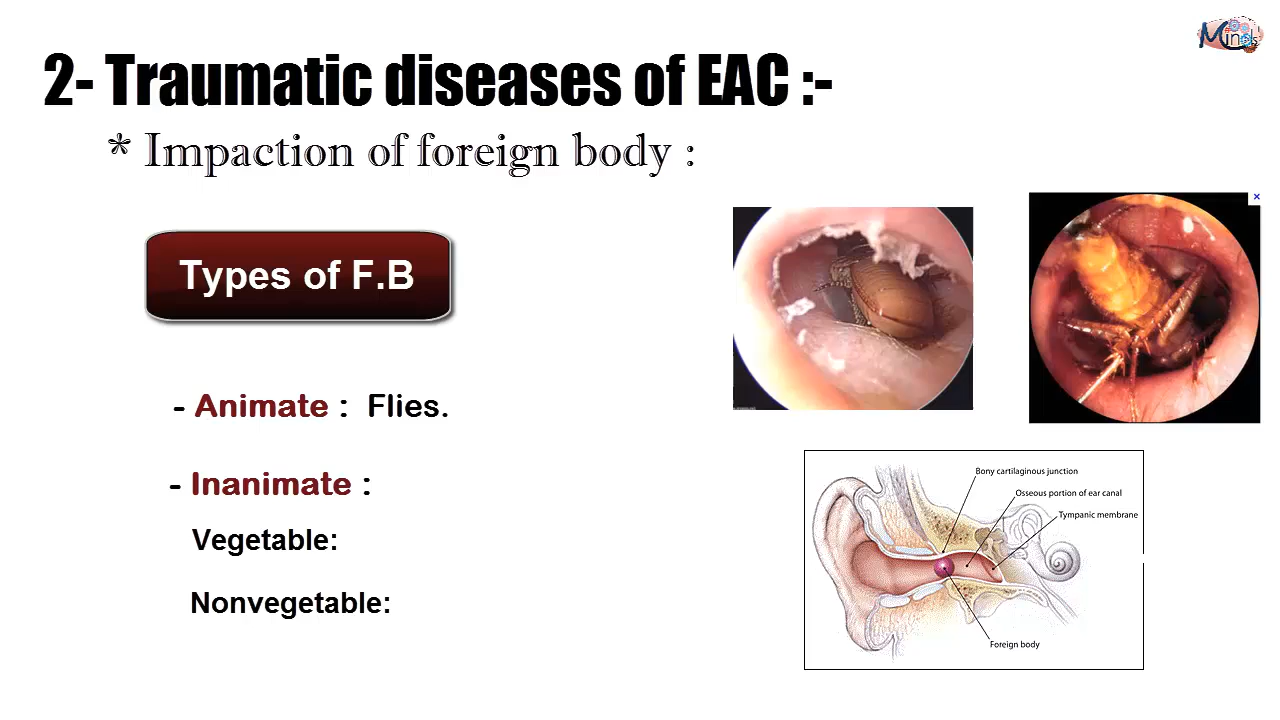 Minds
2- Traumatic diseases of EAC :-
* Impaction of foreign body :
Types of F.B
- Animate : Flies.
- Inanimate :
Vegetable:
Nonvegetable:
Bony cartilaginous junction
Osseous portion of ear canal
Tympanic membrane
Foreign body